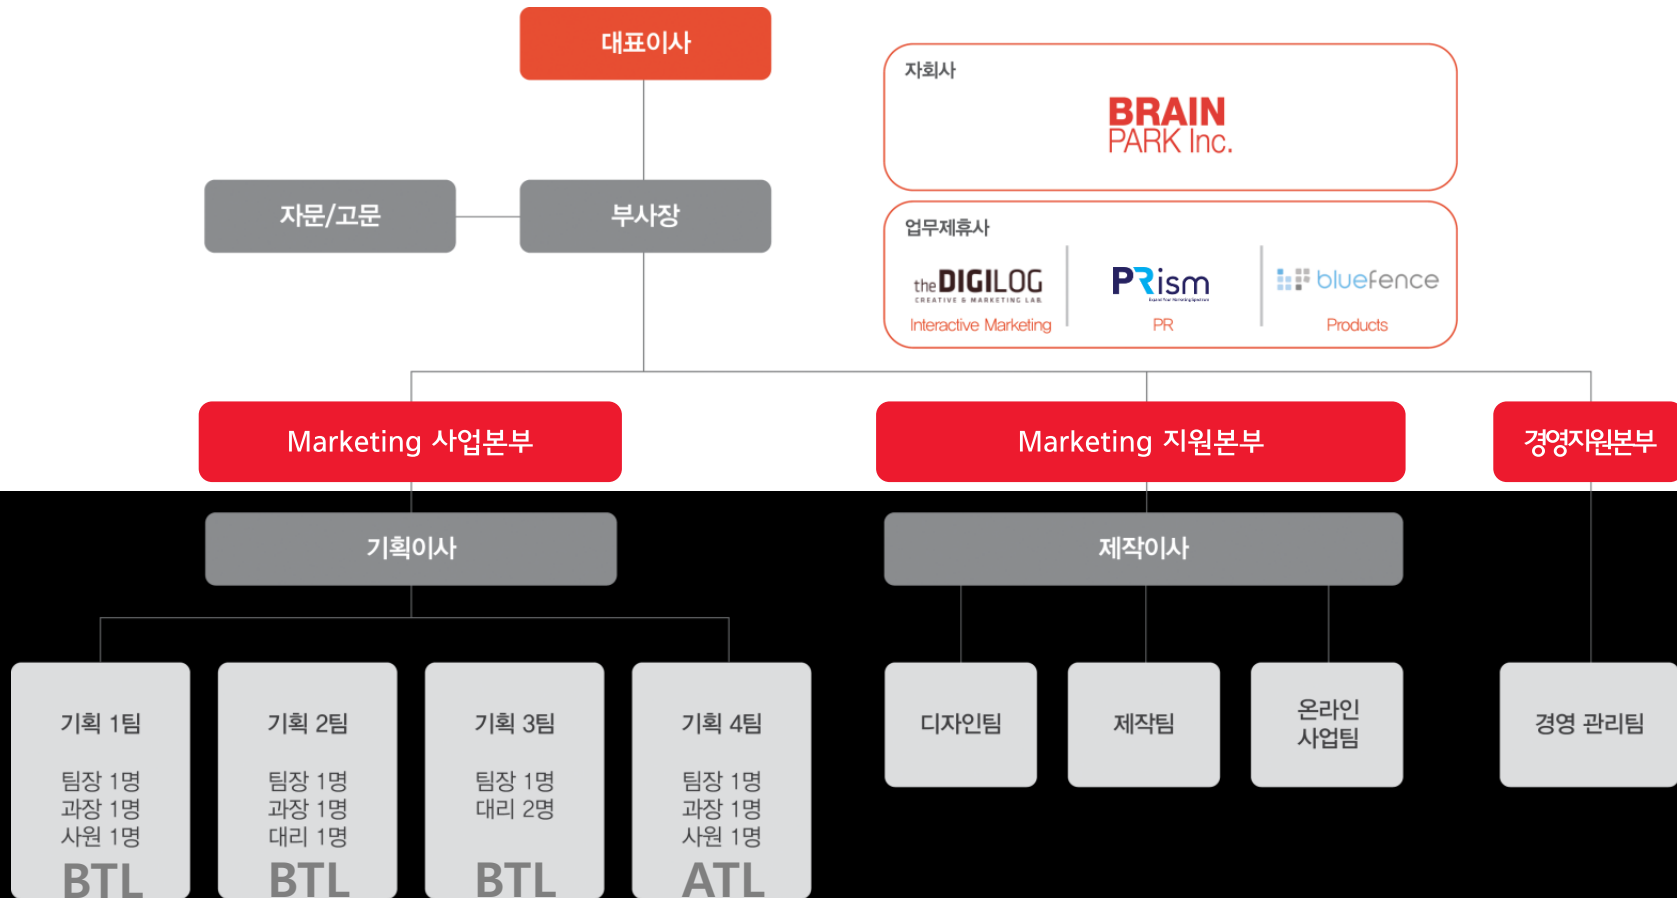 대표이사
자회사
BRAIN
PARK Inc.
자문/고문
부사장
업무제휴사
the DIGILOG
CREATIVE & MARKETING LAB.
Interactive Marketing
PRism
Expand Your Marketing Spectrum
PR
bluefence
Products
Marketing 사업본부
Marketing 지원본부
경영지원본부
기획이사
제작이사
기획 1팀
팀장 1명
과장 1명
사원 1명
BTL
기획 2팀
팀장 1명
과장 1명
대리 1명
BTL
기획 3팀
팀장 1명
대리 2명
BTL
기획 4팀
팀장 1명
과장 1명
사원 1명
ATL
디자인팀
제작팀
온라인
사업팀
경영 관리팀